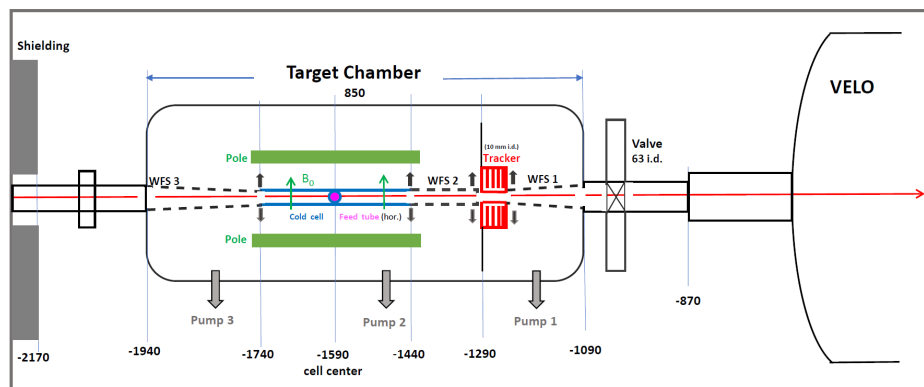 Shielding
Target Chamber
850
VELO
Valve
63 i.d.
Pole
(10 mm i.d.)
Tracker
WFS 3
B0
WFS 2
WFS 1
Cold cell
Feed tube (hor.)
Pole
Pump 3
Pump 2
Pump 1
-870
-2170
-1940
-1740
-1590
-1440
-1290
-1090
cell center